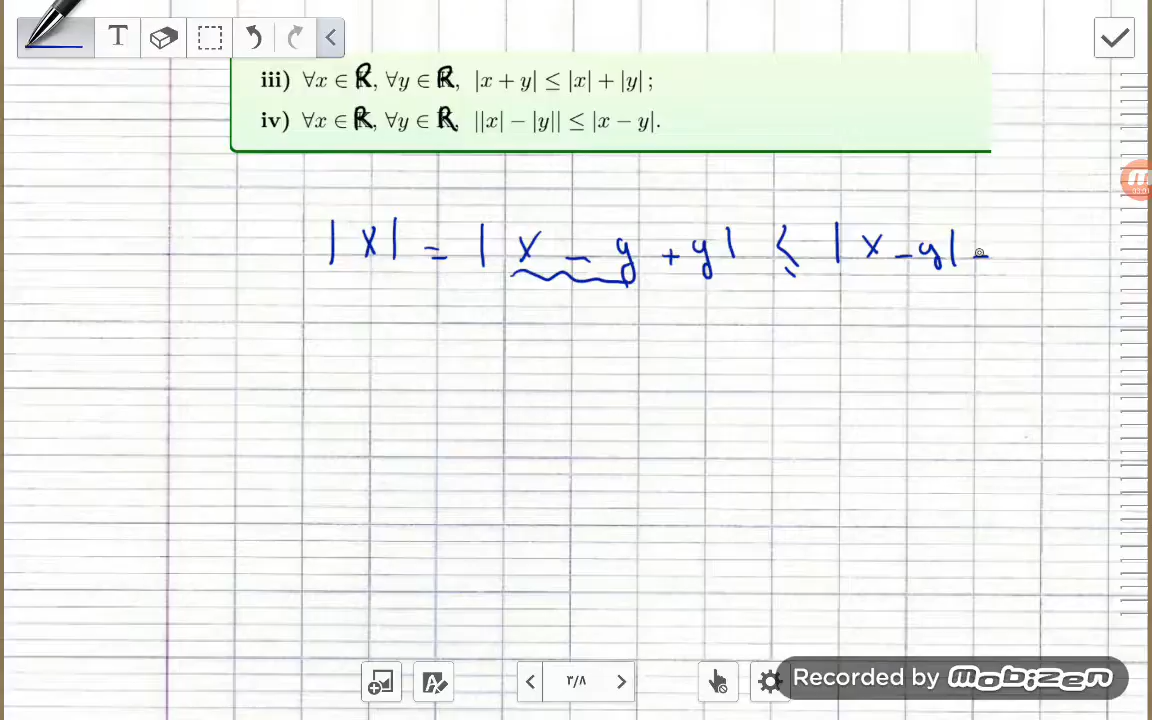 T
iii) ∀x ∈ R, ∀y ∈ R, |x + y| ≤ |x| + |y| ;
iv) ∀x ∈ R, ∀y ∈ R, ||x| − |y|| ≤ |x − y|.
|x| = |x − y + y| ≤ |x − y| −
٣/٨
Recorded by mobizen